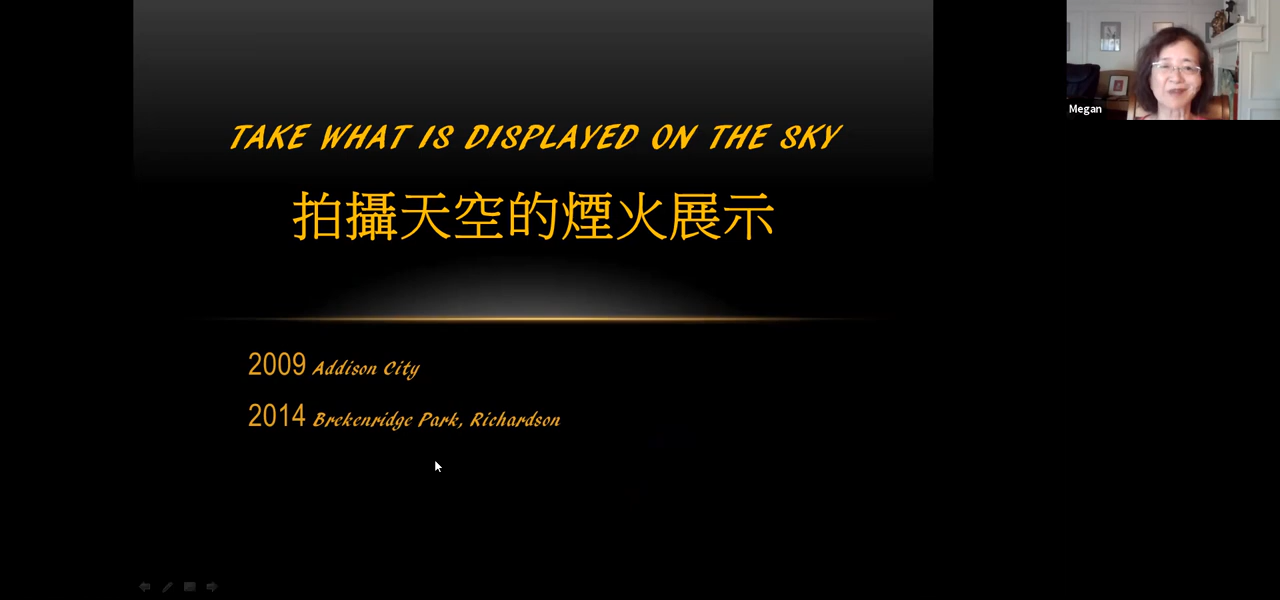 TAKE WHAT IS DISPLAYED ON THE SKY
拍攝天空的煙火展示
2009 Addison City
2014 Brekenridge Park, Richardson
Megan